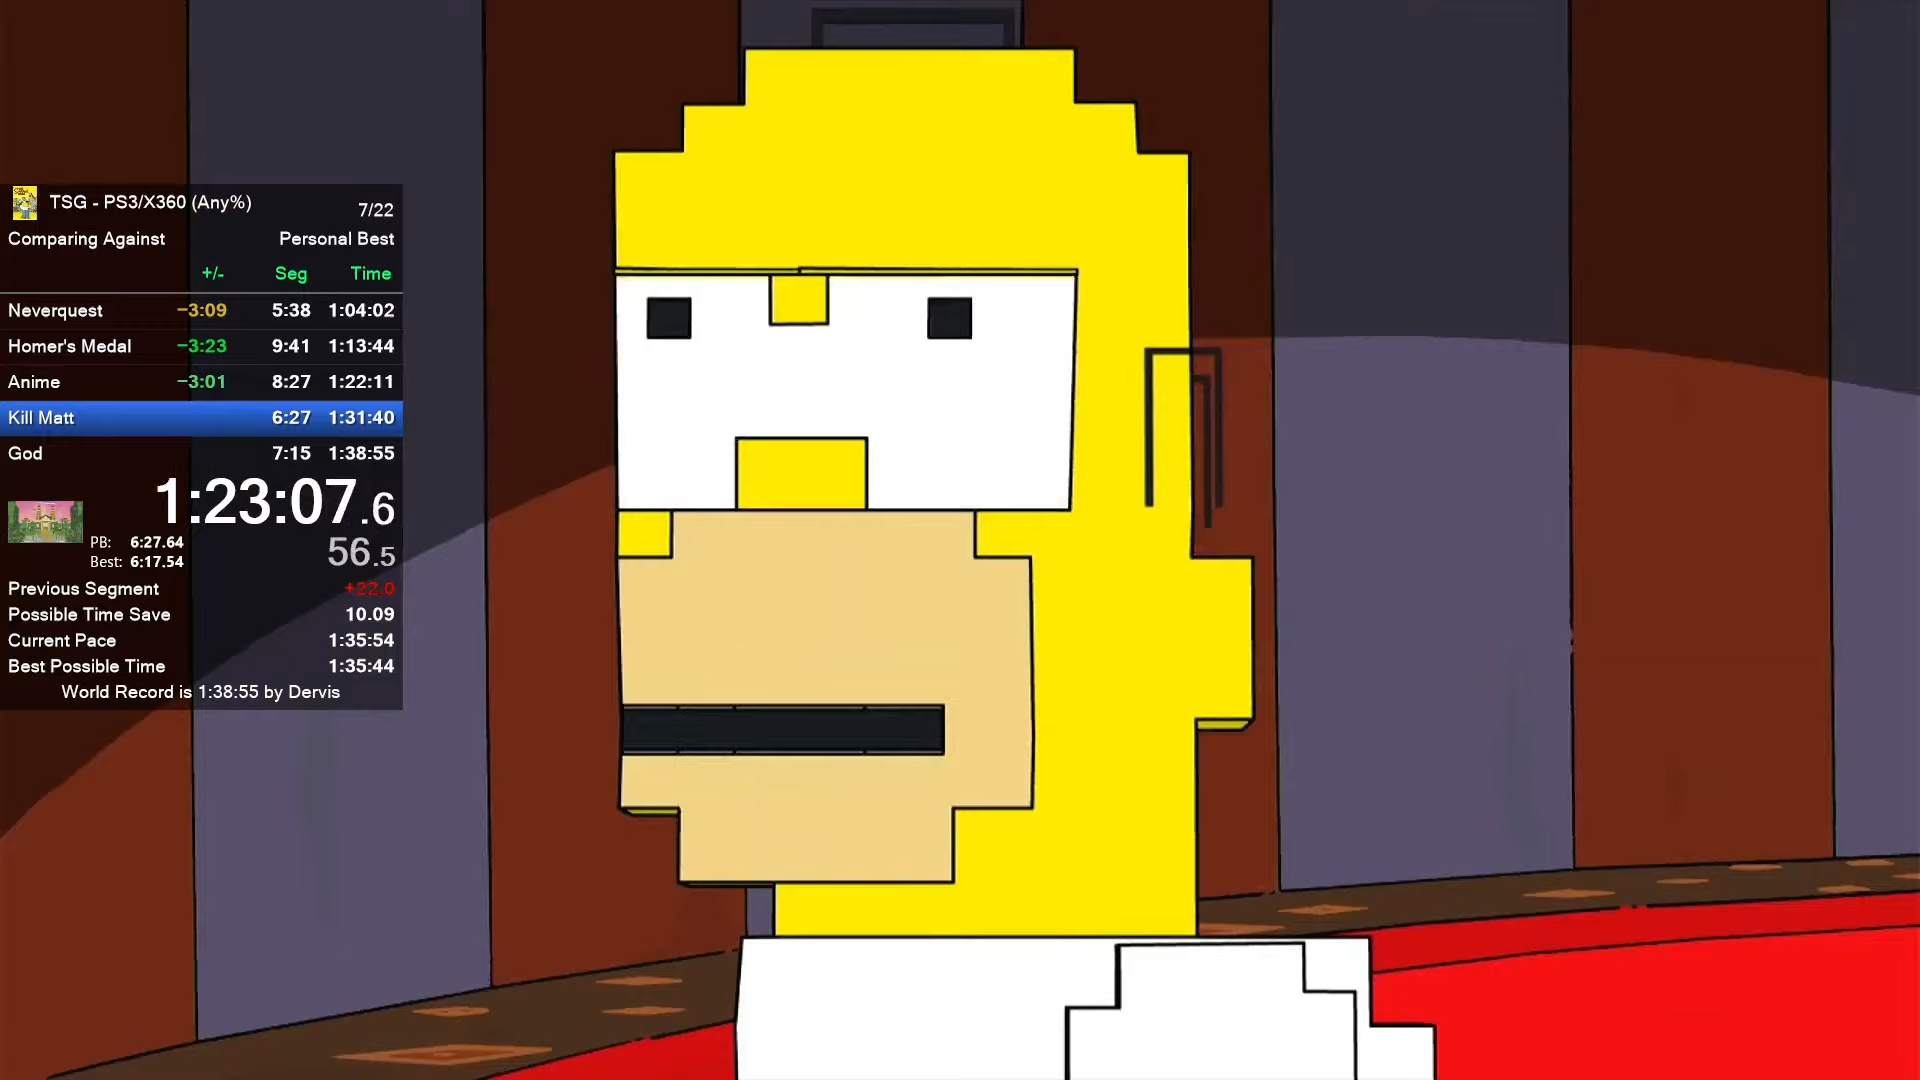 TSG - PS3/X360 (Any%)
7/22
Comparing Against Personal Best
+/- Seg Time
Neverquest −3:09 5:38 1:04:02
Homer's Medal −3:23 9:41 1:13:44
Anime −3:01 8:27 1:22:11
Kill Matt 6:27 1:31:40
God 7:15 1:38:55
1:23:07.6
PB: 6:27.64
56.5
Best: 6:17.54
Previous Segment +22.0
Possible Time Save 10.09
Current Pace 1:35:54
Best Possible Time 1:35:44
World Record is 1:38:55 by Dervis